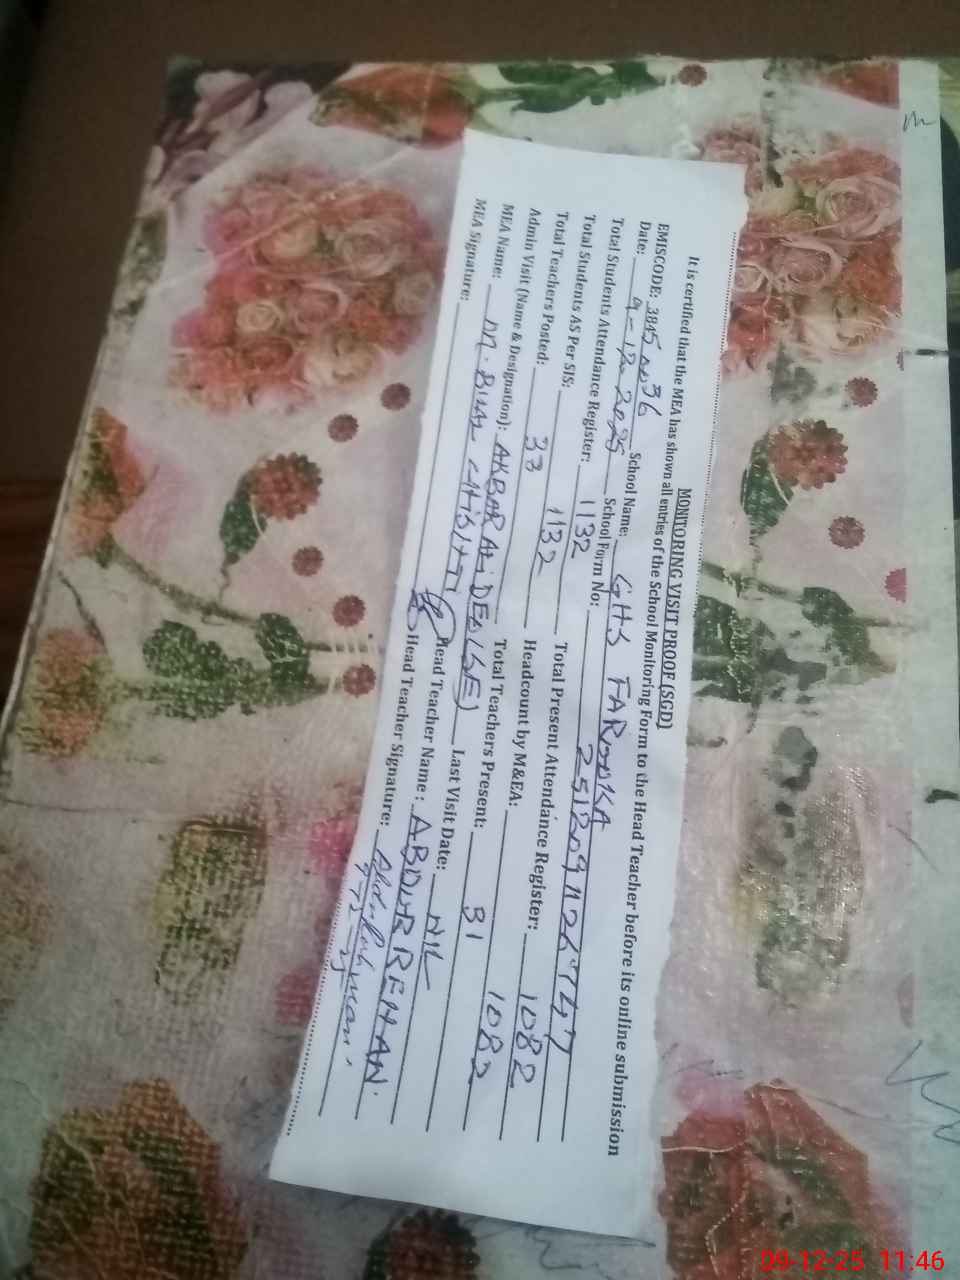 MONITORING VISIT PROOF (SGD)
It is certified that the MEA has shown all entries of the School Monitoring Form to the Head Teacher before its online submission
EMISCODE: 38450036 School Name: GHS FAROOKA
Date: 9-12-2025 School Form No:
Total Students Attendance Register: 1132 Total Present Attendance Register: 1082
Total Students AS Per SIS: 1132 Headcount by M&EA: 1082
Total Teachers Posted: 33 Total Teachers Present: 31
Admin Visit (Name & Designation): AKBAR ALi DEO (SE) Last Visit Date: NIL
MEA Name: M. Head Teacher Name: ABDUR REHAN
MEA Signature: Head Teacher Signature:
09-12-25 11:46